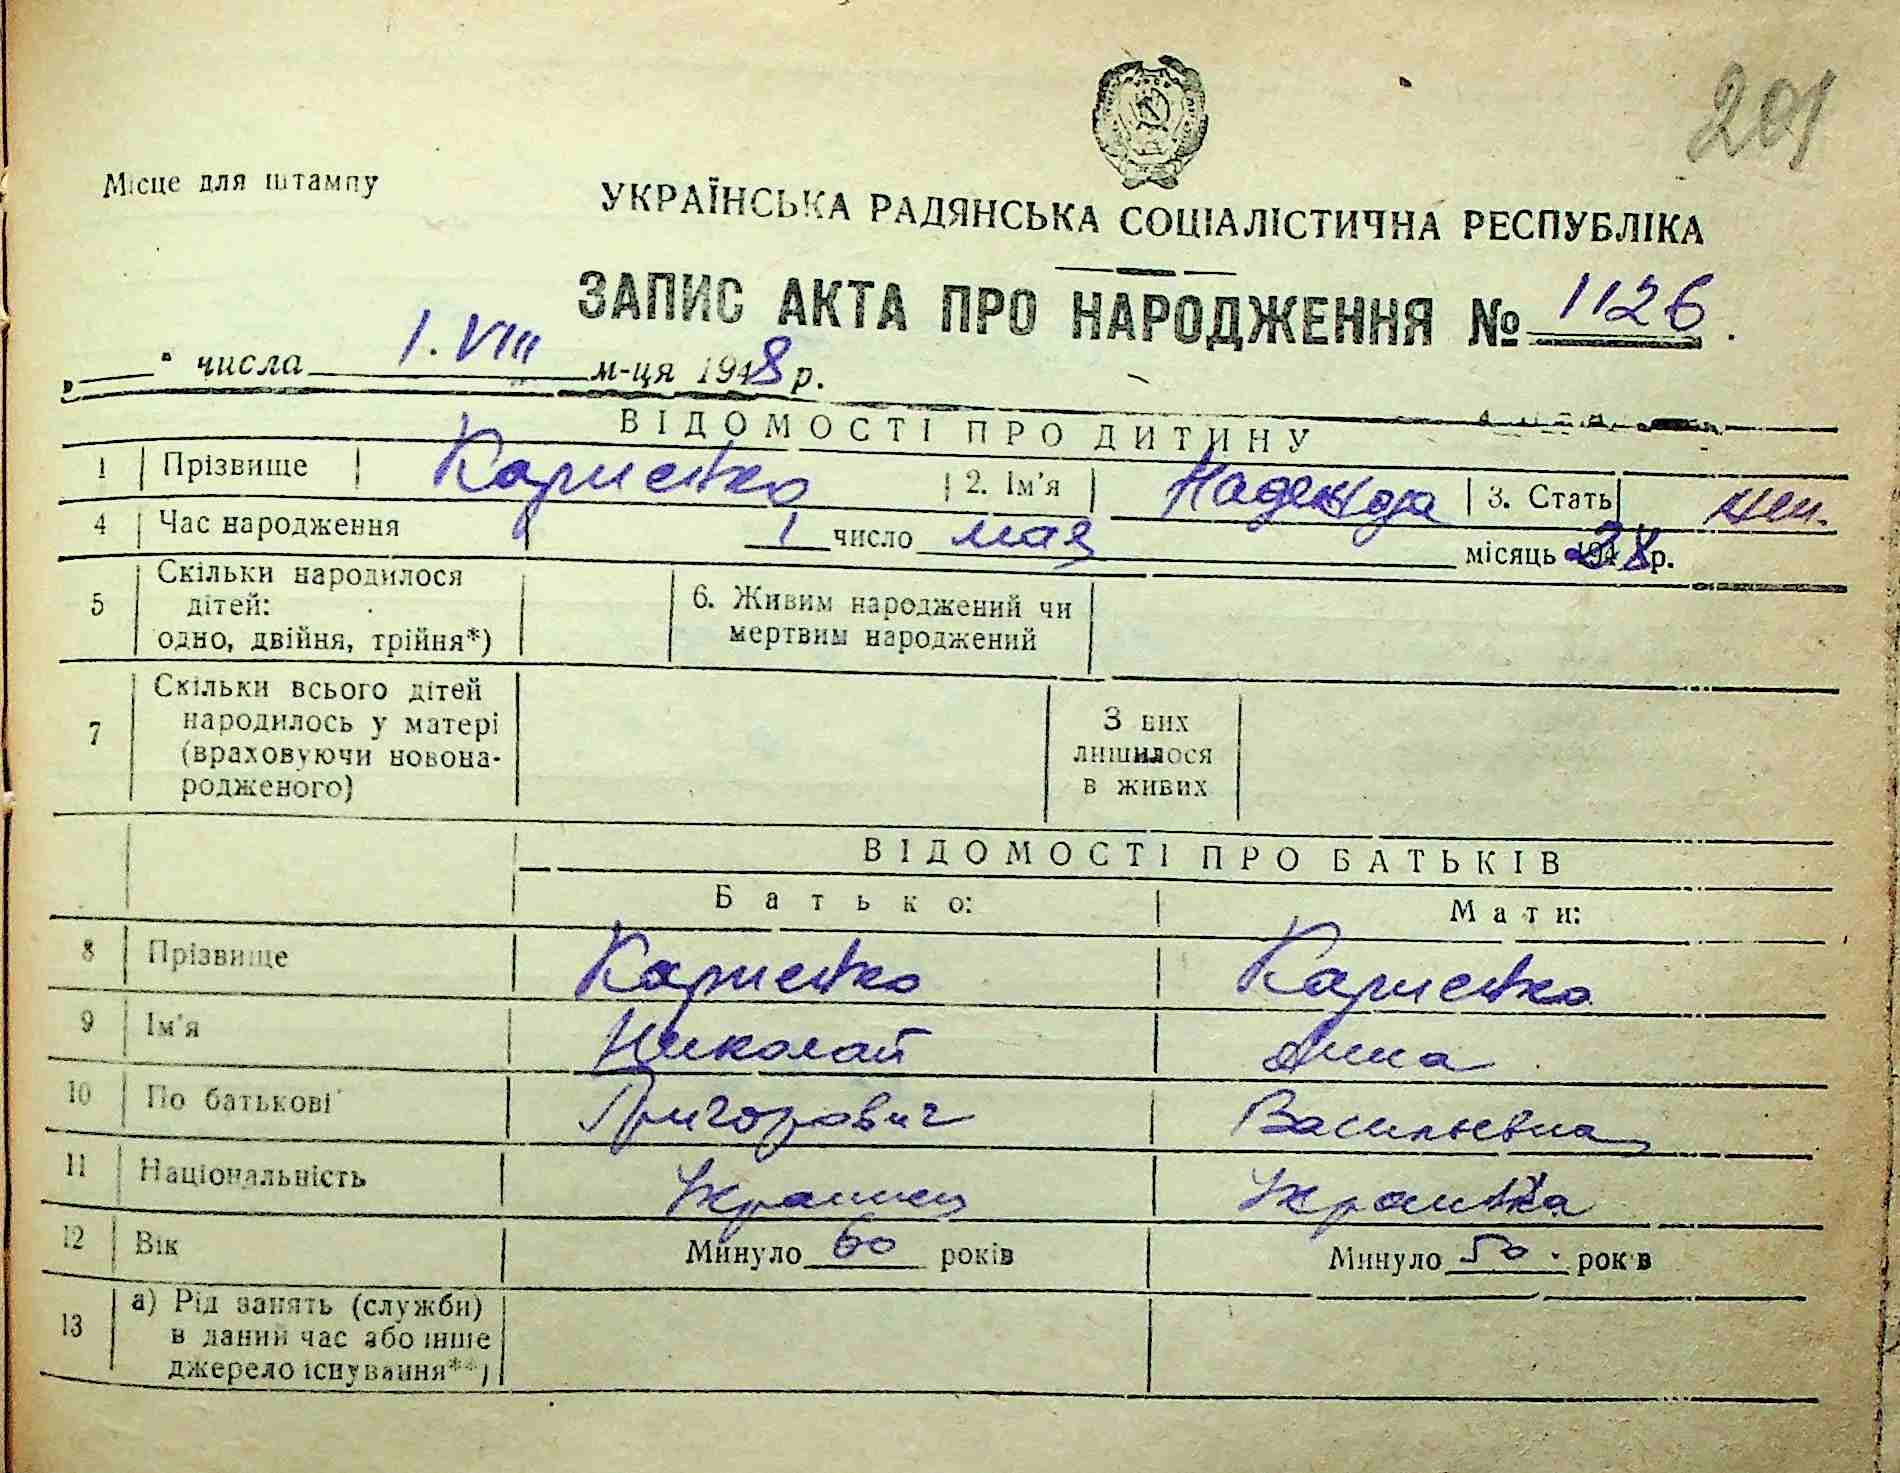 201
Місце для штампу
УКРАЇНСЬКА РАДЯНСЬКА СОЦІАЛІСТИЧНА РЕСПУБЛІКА
ЗАПИС АКТА ПРО НАРОДЖЕННЯ № 1126
„ " числа 1.VIII м-ця 1948 р.
ВІДОМОСТІ ПРО ДИТИНУ
1 Прізвище Карпенко 2. Ім'я Надежда 3. Стать жен.
4 Час народження 1 число мая місяць р.
5 Скільки народилося дітей: одно, двійня, трійня*)
6. Живим народжений чи мертвим народжений
7 Скільки всього дітей народилось у матері (враховуючи новонародженого)
З них лишилося в живих
ВІДОМОСТІ ПРО БАТЬКІВ
Батько: Мати:
8 Прізвище Карпенко Карпенко
9 Ім'я Николай Анна
10 По батькові Григорович Васильевна
11 Національність Украинец Украинка
12 Вік Минуло 60 років Минуло 50. років
13 а) Рід занять (служби) в даний час або інше джерело існування**)